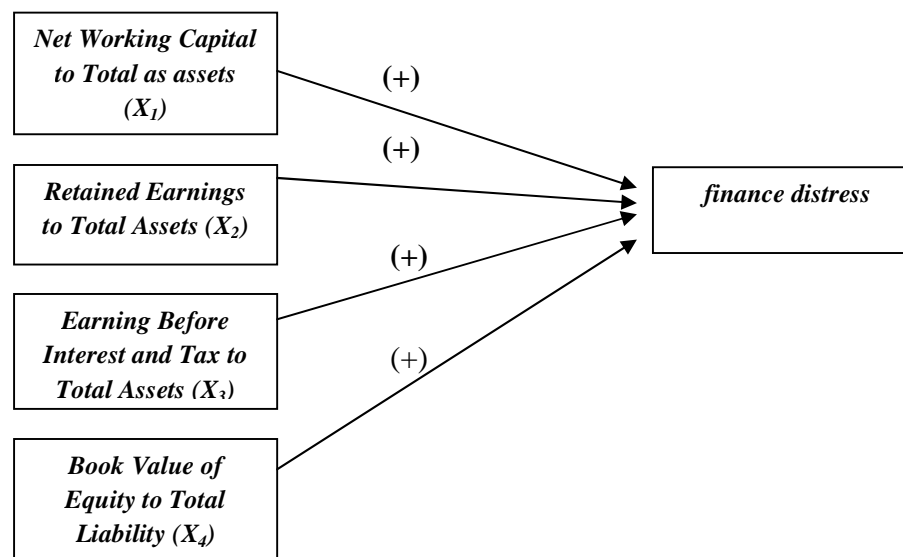 Net Working Capital
to Total as assets
(X1)
(+)
(+)
Retained Earnings
to Total Assets (X2)
finance distress
(+)
Earning Before
Interest and Tax to
Total Assets (X3)
(+)
Book Value of
Equity to Total
Liability (X4)